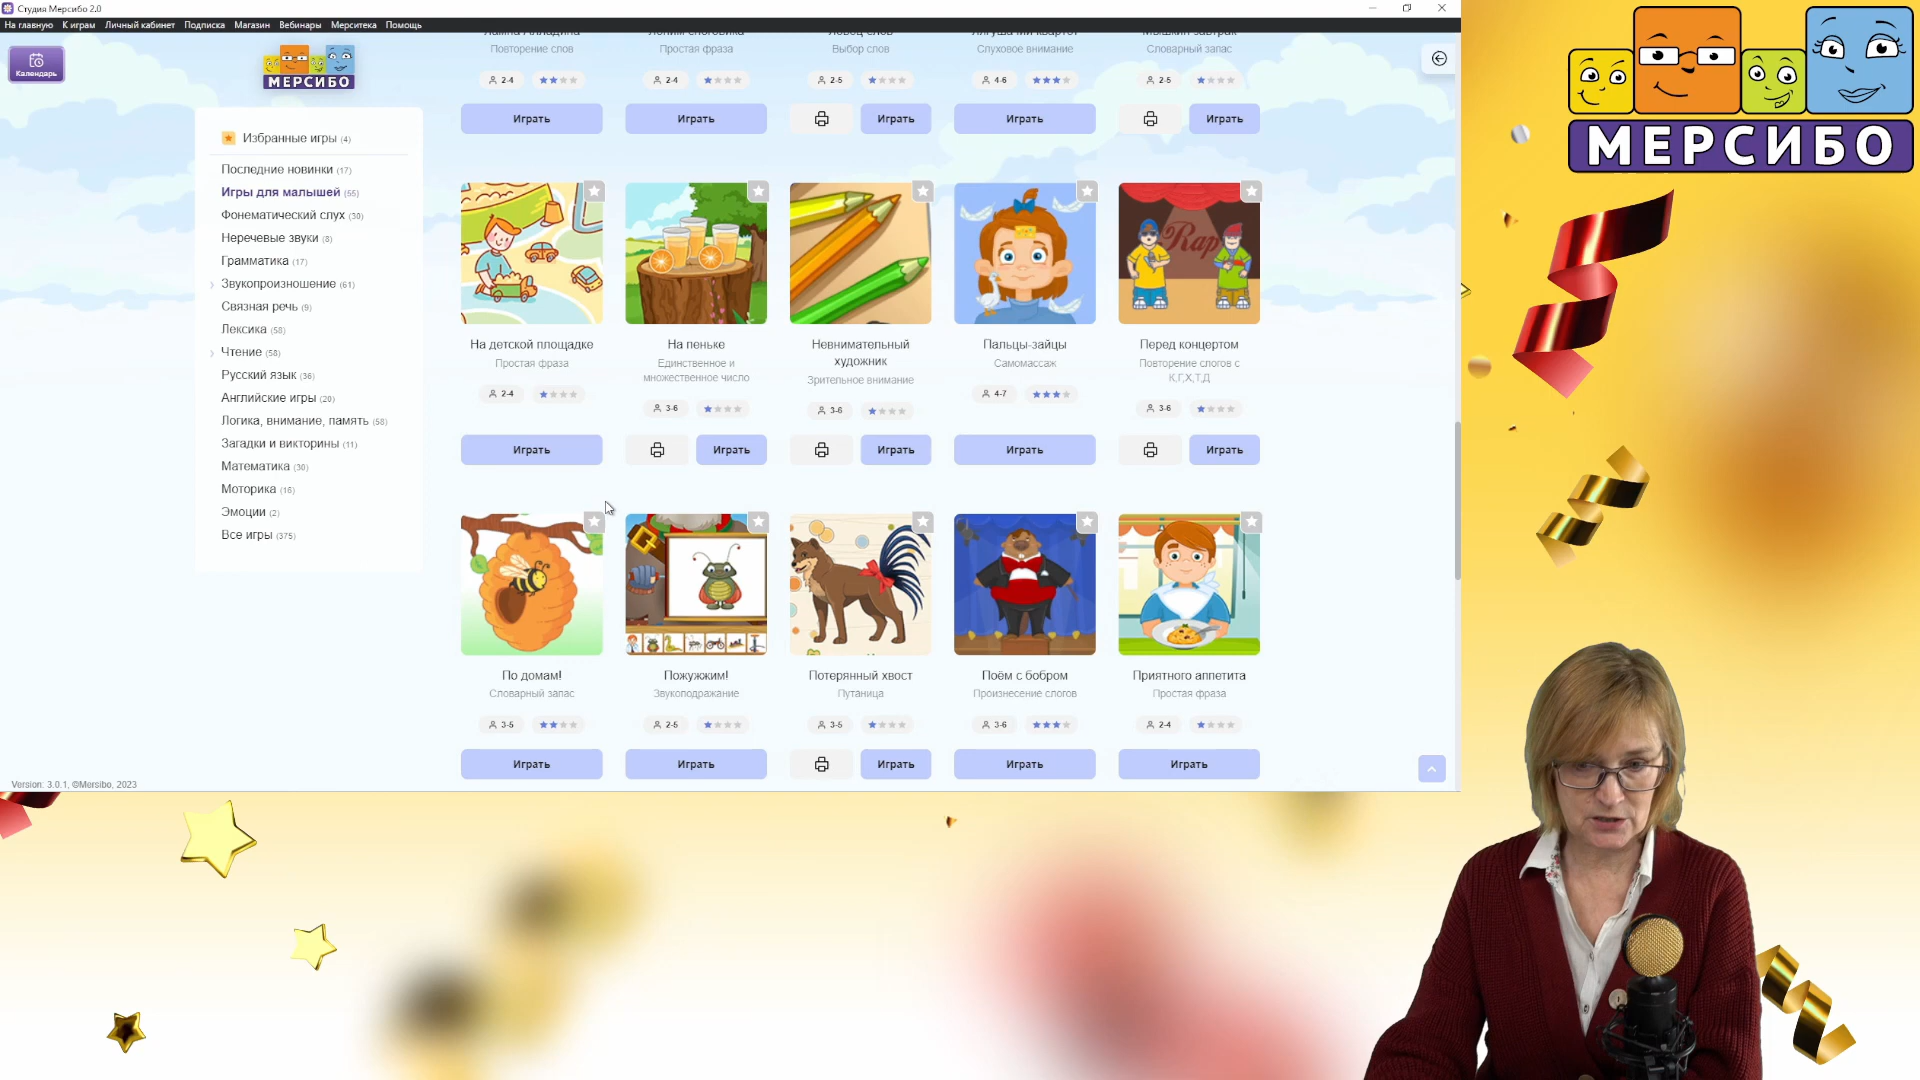 Студия Мерсибо 2.0
На главную К играм Личный кабинет Подписка Магазин Вебинары Мерситека Помощь
Календарь
МЕРСИБО
МЕРСИБО
Повторение слов
Простая фраза
Выбор слов
Слуховое внимание
Словарный запас
2-4
2-4
2-5
4-6
2-5
Играть
Играть
Играть
Играть
Играть
Избранные игры (4)
Последние новинки (17)
Игры для малышей (55)
Фонематический слух (30)
Неречевые звуки (8)
Грамматика (17)
Звукопроизношение (61)
Связная речь (9)
Лексика (58)
Чтение (58)
Русский язык (36)
Английские игры (20)
Логика, внимание, память (58)
Загадки и викторины (11)
Математика (30)
Моторика (16)
Эмоции (2)
Все игры (375)
Rap
На детской площадке
Простая фраза
2-4
Играть
На пеньке
Единственное и
множественное число
3-6
Играть
Невнимательный
художник
Зрительное внимание
3-6
Играть
Пальцы-зайцы
Самомассаж
4-7
Играть
Перед концертом
Повторение слогов с
К,Г,Х,Т,Д
3-6
Играть
По домам!
Словарный запас
3-5
Играть
Пожужжим!
Звукоподражание
2-5
Играть
Потерянный хвост
Путаница
3-5
Играть
Поём с бобром
Произнесение слогов
3-6
Играть
Приятного аппетита
Простая фраза
2-4
Играть
Version: 3.0.1, ©Mersibo, 2023